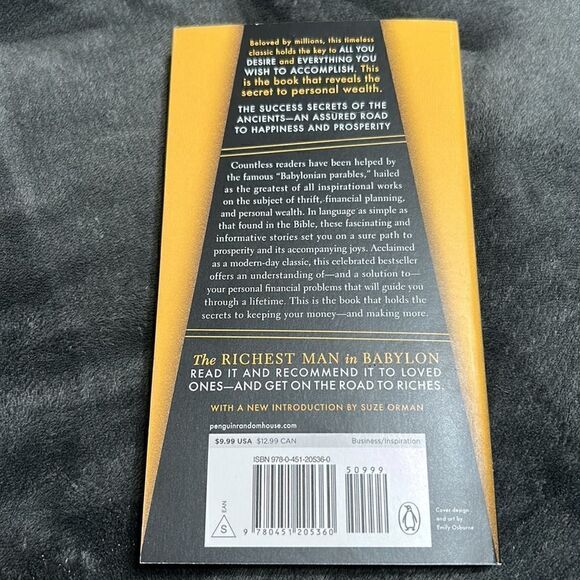 Beloved by millions, this timeless
classic holds the key to ALL YOU
DESIRE and EVERYTHING YOU
WISH TO ACCOMPLISH. This
is the book that reveals the
secret to personal wealth.
THE SUCCESS SECRETS OF THE
ANCIENTS—AN ASSURED ROAD
TO HAPPINESS AND PROSPERITY
Countless readers have been helped by
the famous “Babylonian parables,” hailed
as the greatest of all inspirational works
on the subject of thrift, financial planning,
and personal wealth. In language as simple as
that found in the Bible, these fascinating and
informative stories set you on a sure path to
prosperity and its accompanying joys. Acclaimed
as a modern-day classic, this celebrated bestseller
offers an understanding of—and a solution to—
your personal financial problems that will guide you
through a lifetime. This is the book that holds the
secrets to keeping your money—and making more.
The RICHEST MAN in BABYLON
READ IT AND RECOMMEND IT TO LOVED
ONES—AND GET ON THE ROAD TO RICHES.
WITH A NEW INTRODUCTION BY SUZE ORMAN
penguinrandomhouse.com
$9.99 USA $12.99 CAN Business/Inspiration
ISBN 978-0-451-20536-0
50999
S EAN
9 780451 205360
Cover design
and art by
Emily Osborne